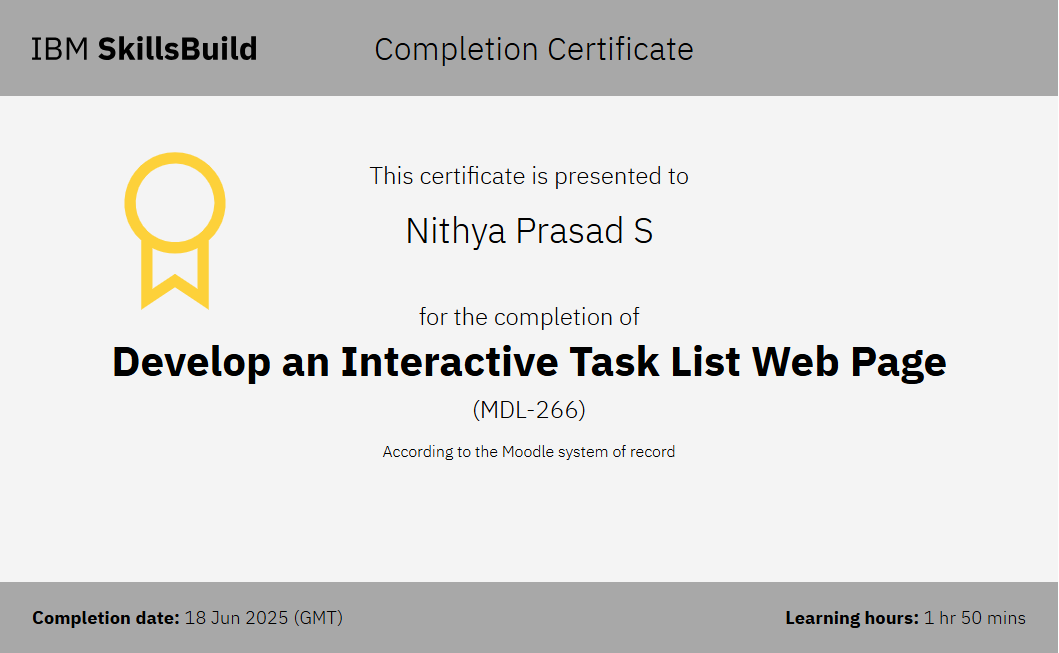 IBM SkillsBuild
Completion Certificate
This certificate is presented to
Nithya Prasad S
for the completion of
Develop an Interactive Task List Web Page
(MDL-266)
According to the Moodle system of record
Completion date: 18 Jun 2025 (GMT)
Learning hours: 1 hr 50 mins